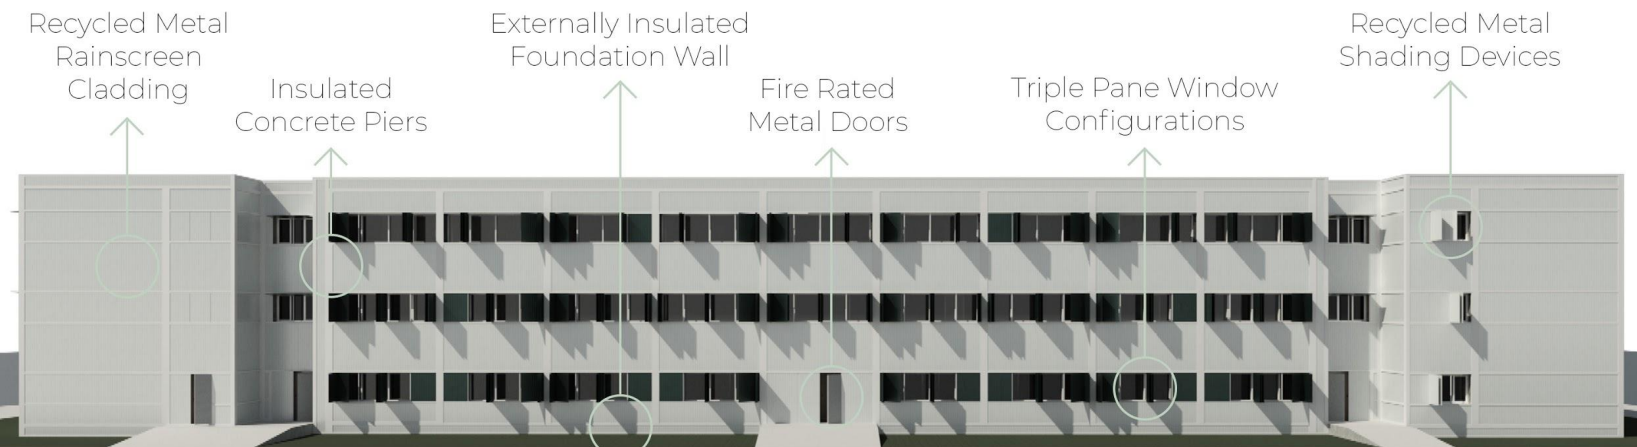 Recycled Metal
Rainscreen
Cladding
Insulated
Concrete Piers
Externally Insulated
Foundation Wall
Fire Rated
Metal Doors
Triple Pane Window
Configurations
Recycled Metal
Shading Devices